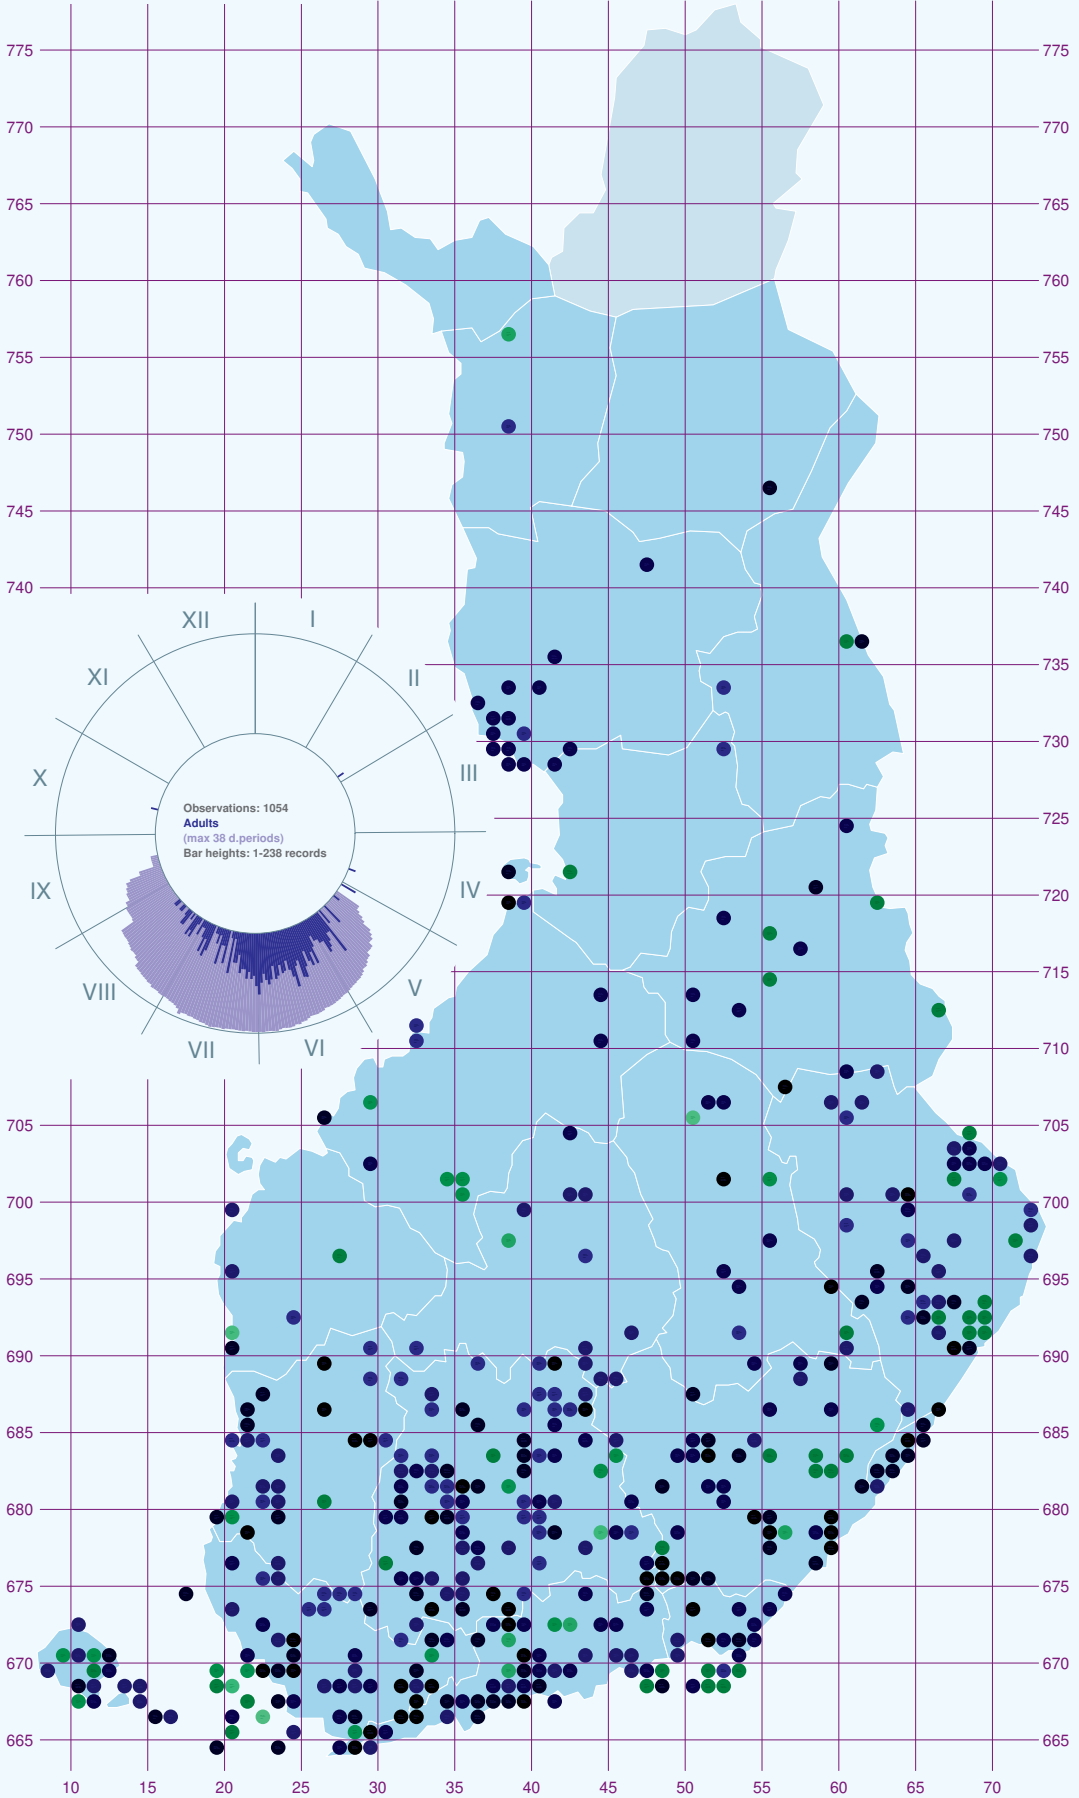 775 775
770 770
765 765
760 760
755 755
750 750
745 745
740 740
XII I
735
XI II
730
X III
Observations: 1054
Adults
(max 38 d.periods)
Bar heights: 1-238 records
725
IX IV
720
VIII V
715
VII VI
710
705 705
700 700
695 695
690 690
685 685
680 680
675 675
670 670
665 665
10 15 20 25 30 35 40 45 50 55 60 65 70